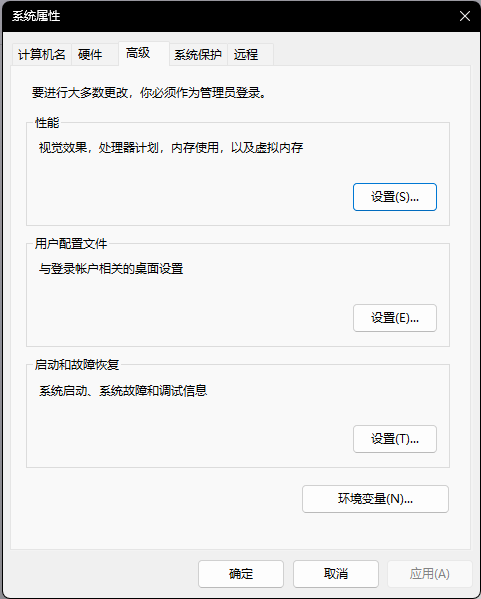 系统属性
计算机名 硬件 高级 系统保护 远程
要进行大多数更改，你必须作为管理员登录。
性能
视觉效果，处理器计划，内存使用，以及虚拟内存
设置(S)...
用户配置文件
与登录帐户相关的桌面设置
设置(E)...
启动和故障恢复
系统启动、系统故障和调试信息
设置(T)...
环境变量(N)...
确定 取消 应用(A)